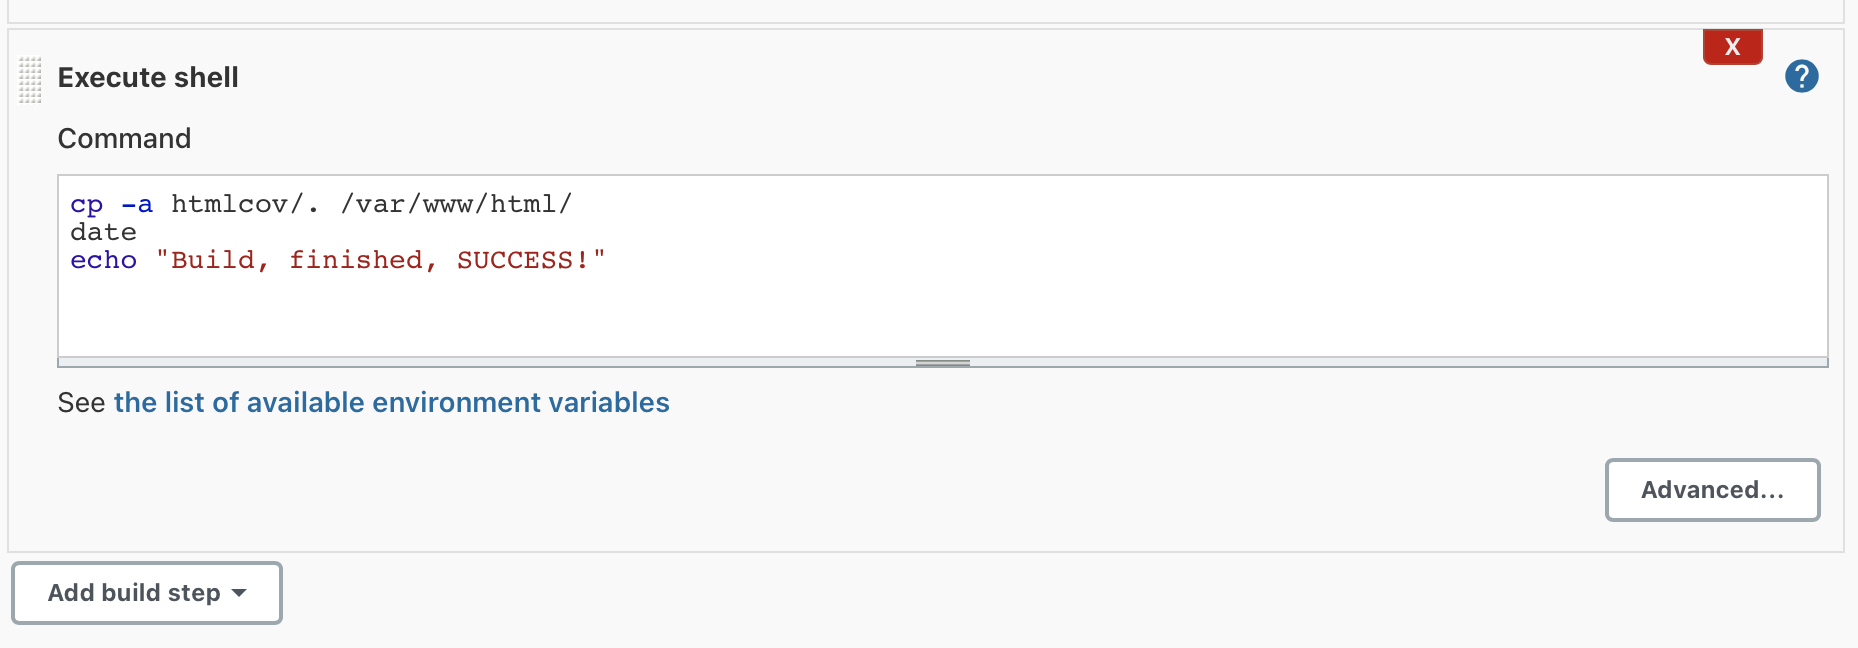 X
Execute shell
?
Command
cp -a htmlcov/. /var/www/html/
date
echo "Build, finished, SUCCESS!"
See the list of available environment variables
Advanced...
Add build step